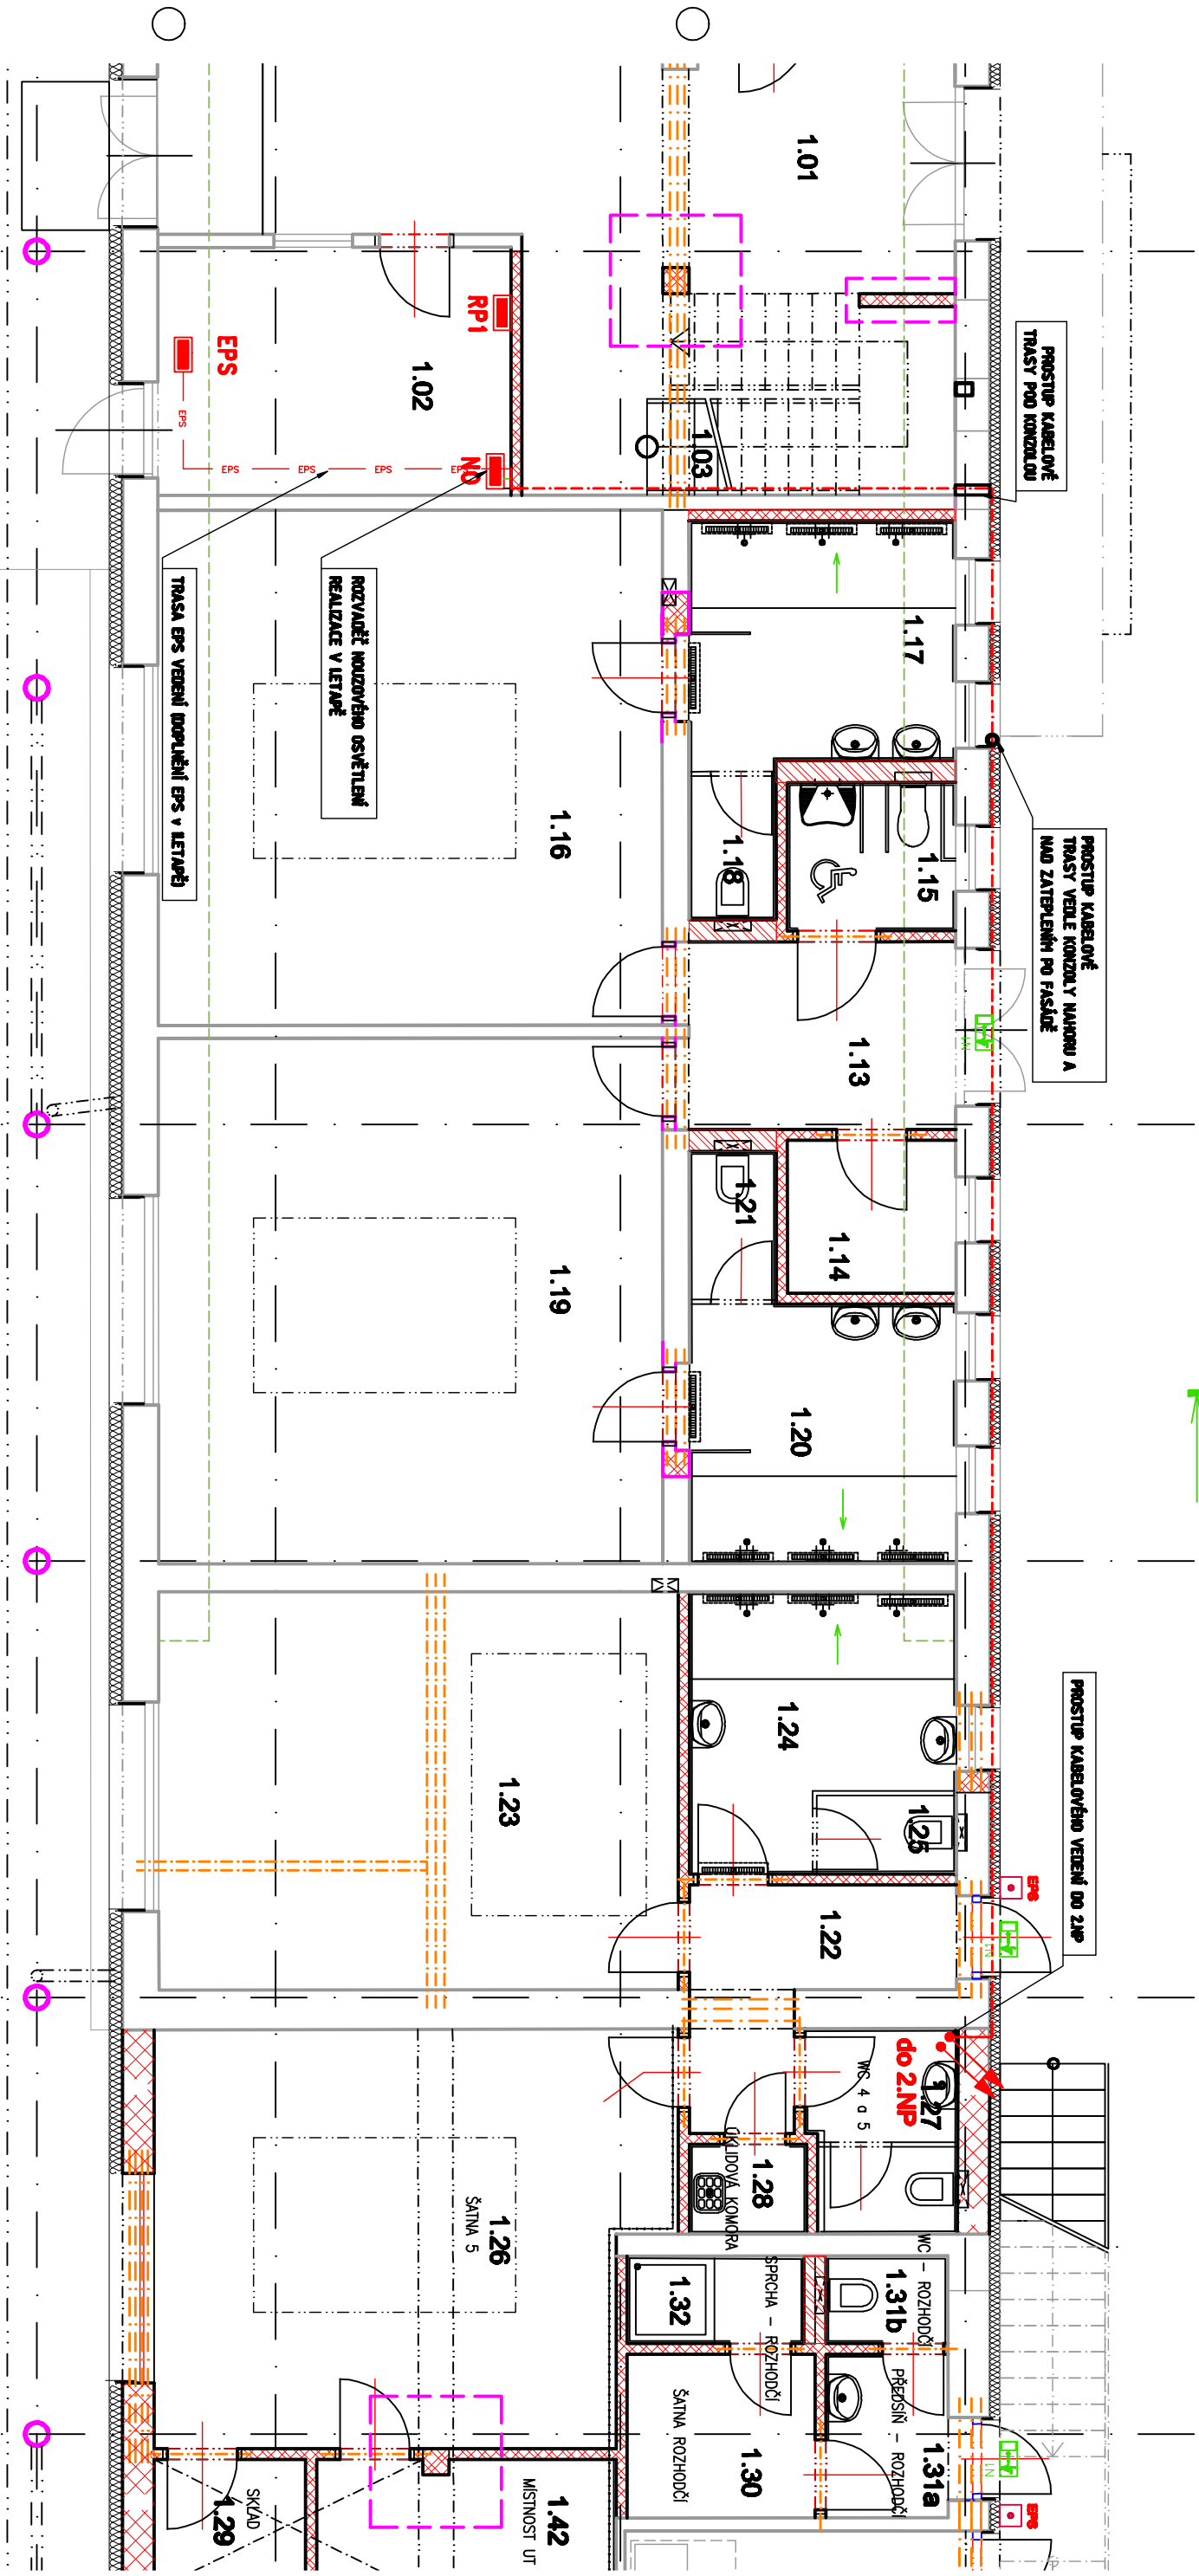 1.01
PROSTUP KABELOVÉ
TRASY POD KONZOLOU
1.03
RP1
EPS
1.02
EPS
EPS
EPS
EPS
EPS
NO
ROZVADĚČ NOUZOVÉHO OSVĚTLENÍ
REALIZACE V I.ETAPĚ
TRASA EPS VEDENÍ (DOPLNĚNÍ EPS v II.ETAPĚ)
1.17
1.16
1.18
1.15
PROSTUP KABELOVÉ
TRASY VEDLE KONZOLY NAHORU A
NAD ZATEPLENÍM PO FASÁDĚ
N1
1.13
1.21
1.14
1.19
1.20
1.24
1.23
1.25
PROSTUP KABELOVÉHO VEDENÍ DO 2.NP
EPS
N1
1.22
do 2.NP
1.27
WC 4 a 5
1.28
ÚKLIDOVÁ KOMORA
1.26
ŠATNA 5
WC - ROZHODČÍ
1.31b
SPRCHA - ROZHODČÍ
1.32
PŘEDSÍŇ - ROZHODČÍ
1.31a
ŠATNA ROZHODČÍ
1.30
N1
EPS
1.42
MÍSTNOST UT
SKLAD
1.29